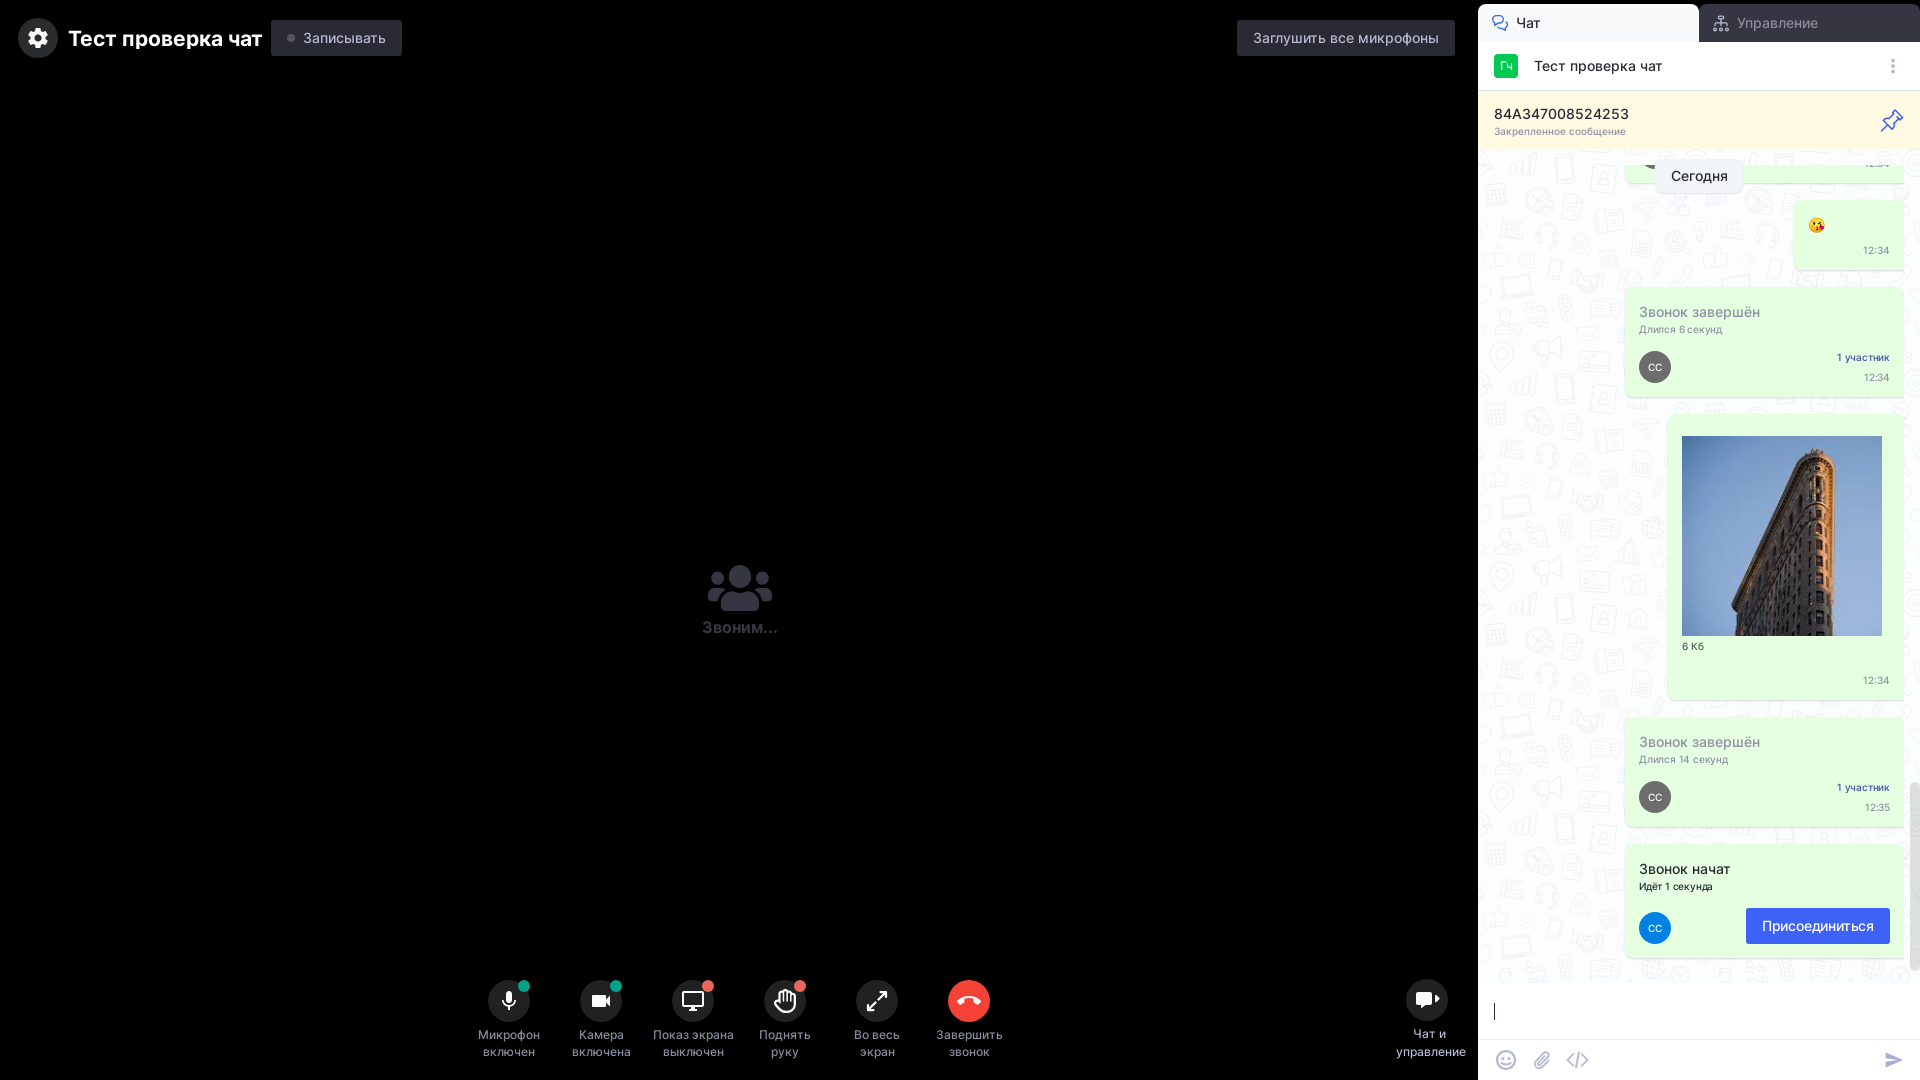 Тест проверка чат
Записывать
Заглушить все микрофоны
Звоним...
Микрофон
включен
Камера
включена
Показ экрана
выключен
Поднять
руку
Во весь
экран
Завершить
звонок
Чат и
управление
Чат
Управление
Гч
Тест проверка чат
84A347008524253
Закрепленное сообщение
Сегодня
12:34
Звонок завершён
Длился 6 секунд
1 участник
СС
12:34
6 Кб
12:34
Звонок завершён
Длился 14 секунд
1 участник
СС
12:35
Звонок начат
Идёт 1 секунда
СС
Присоединиться